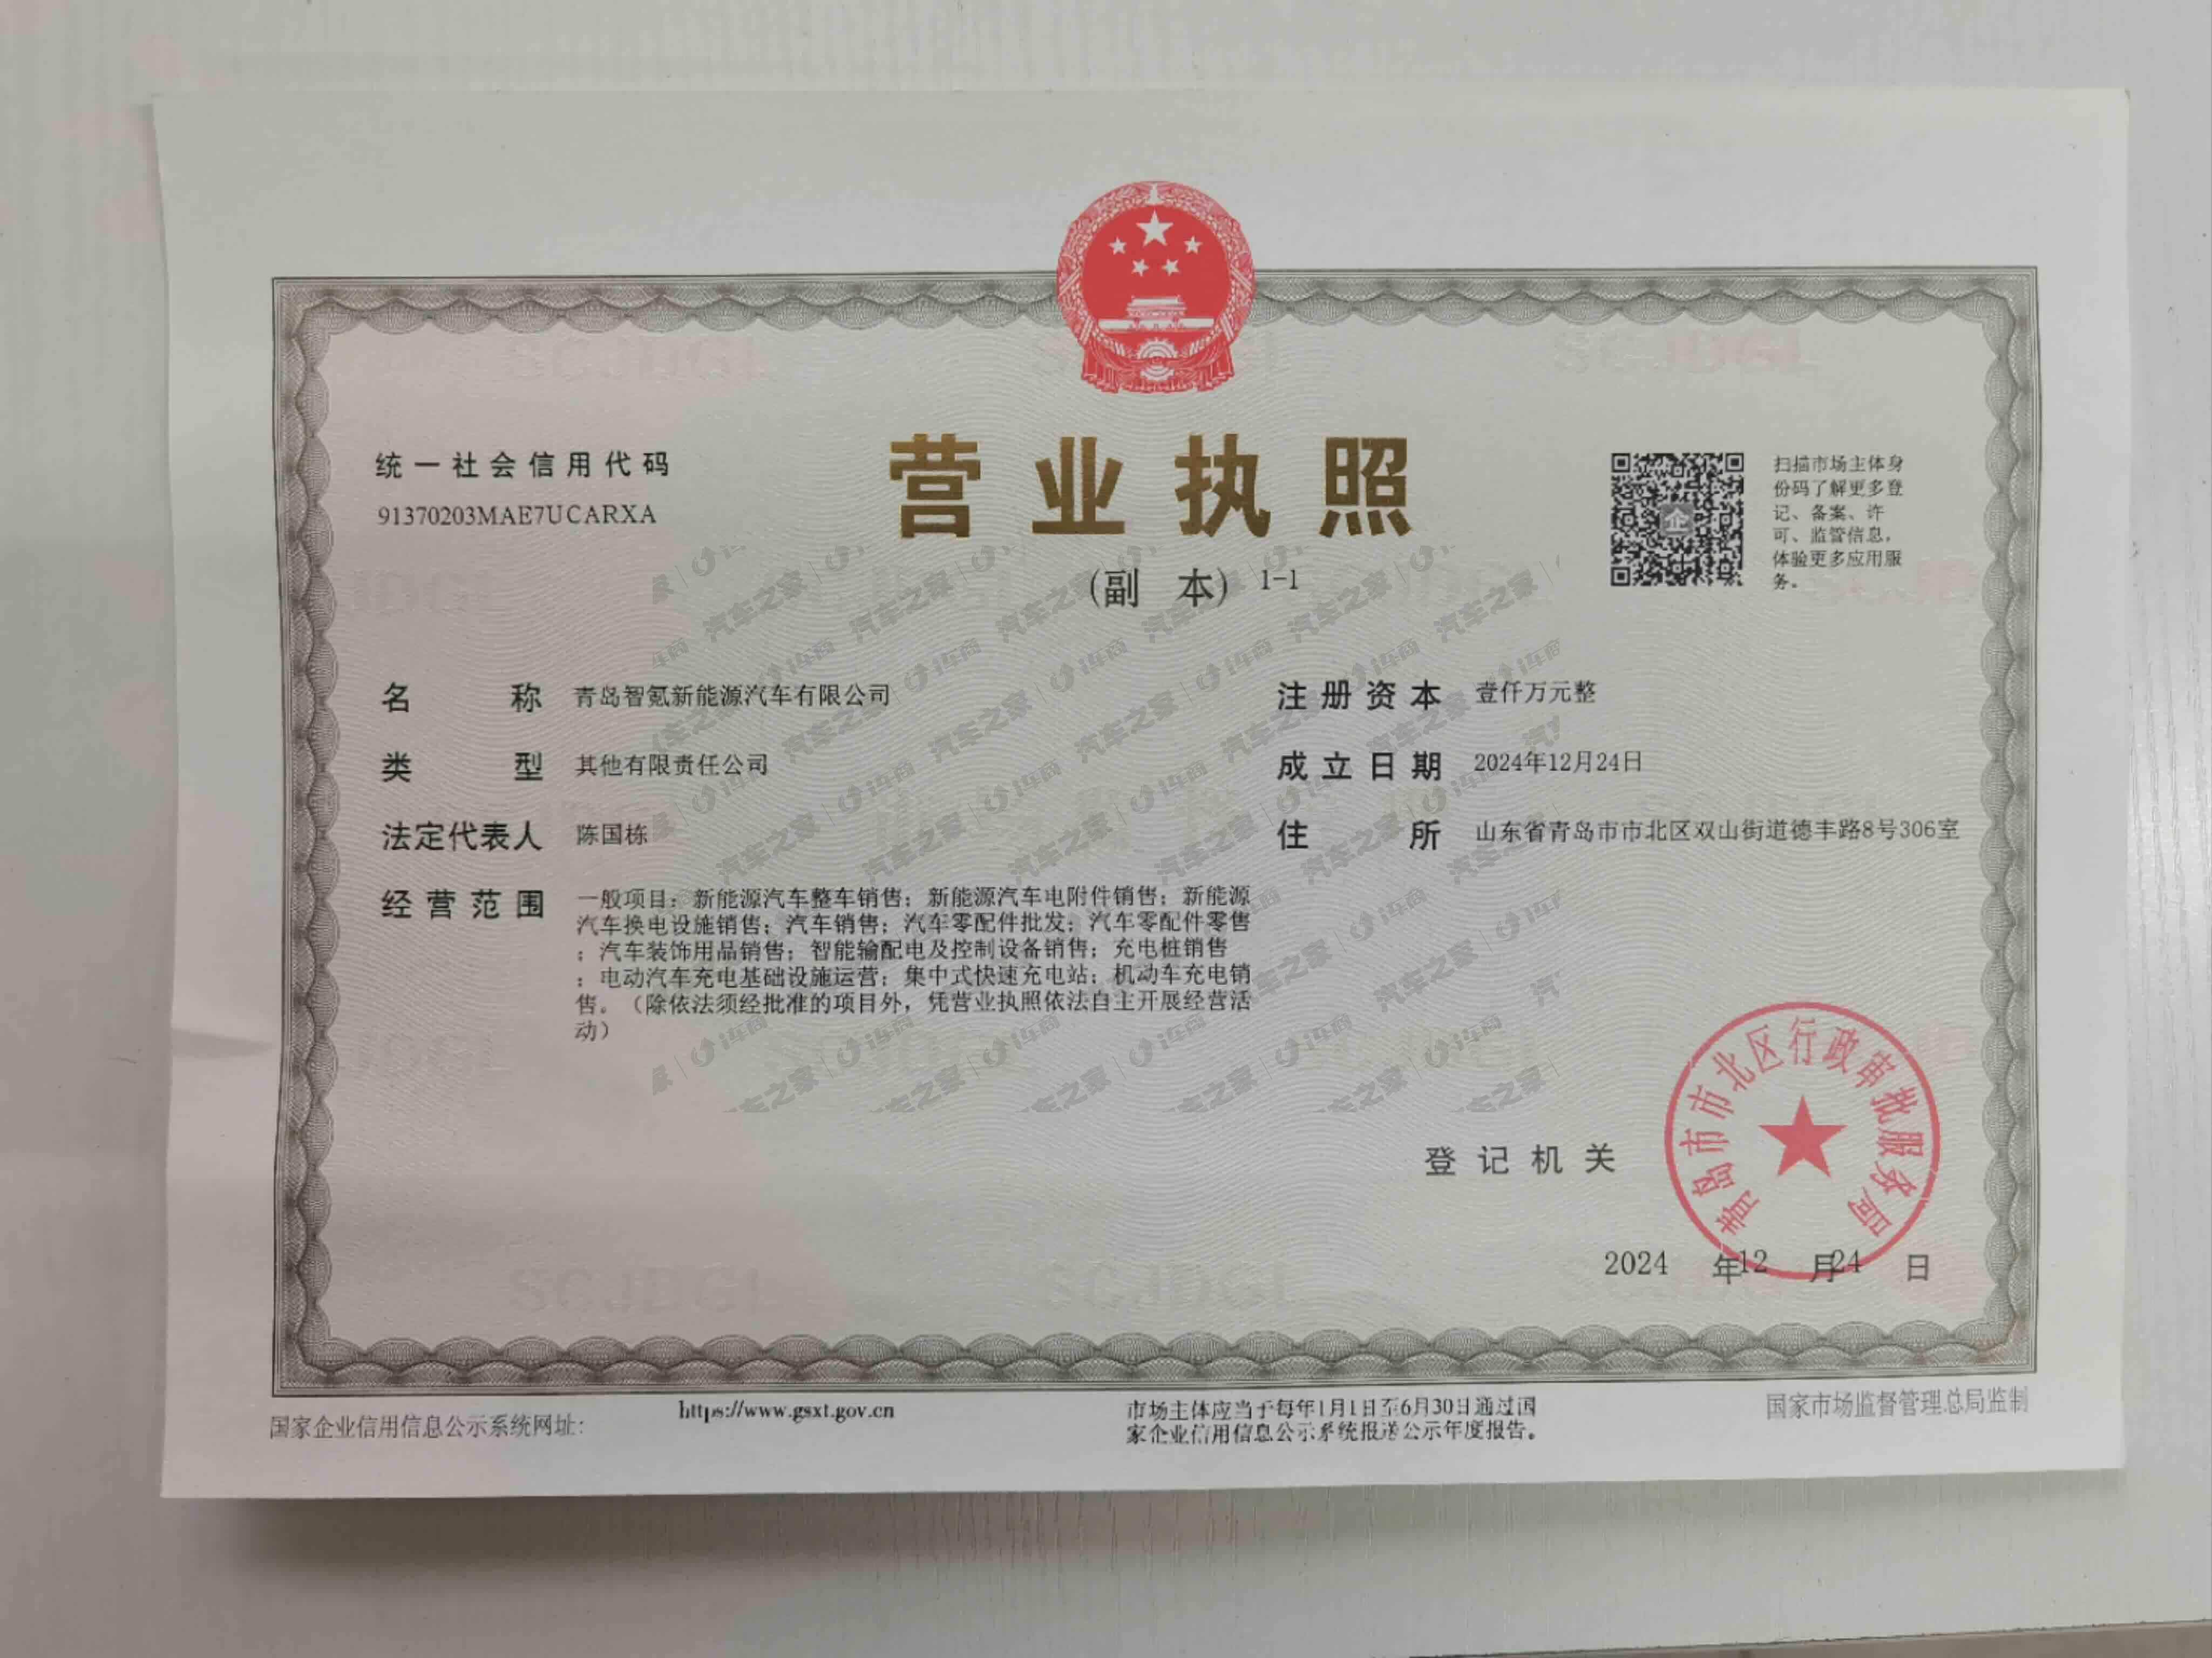 营业执照
(副 本) 1-1
统一社会信用代码
91370203MAE7UCARXA
扫描市场主体身
份码了解更多登
记、备案、许
可、监管信息，
体验更多应用服
务。
名 称 青岛智氪新能源汽车有限公司
类 型 其他有限责任公司
法定代表人 陈国栋
经营范围 一般项目：新能源汽车整车销售；新能源汽车电附件销售；新能源
汽车换电设施销售；汽车销售；汽车零配件批发；汽车零配件零售
；汽车装饰用品销售；智能输配电及控制设备销售；充电桩销售
；电动汽车充电基础设施运营；集中式快速充电站；机动车充电销
售。（除依法须经批准的项目外，凭营业执照依法自主开展经营活
动）
注册资本 壹仟万元整
成立日期 2024年12月24日
住 所 山东省青岛市市北区双山街道德丰路8号306室
登记机关
青岛市市北区行政审批服务局
2024 年12 月24 日
国家企业信用信息公示系统网址：
https://www.gsxt.gov.cn
市场主体应当于每年1月1日至6月30日通过国
家企业信用信息公示系统报送公示年度报告。
国家市场监督管理总局监制
SCJDGL
汽车之家